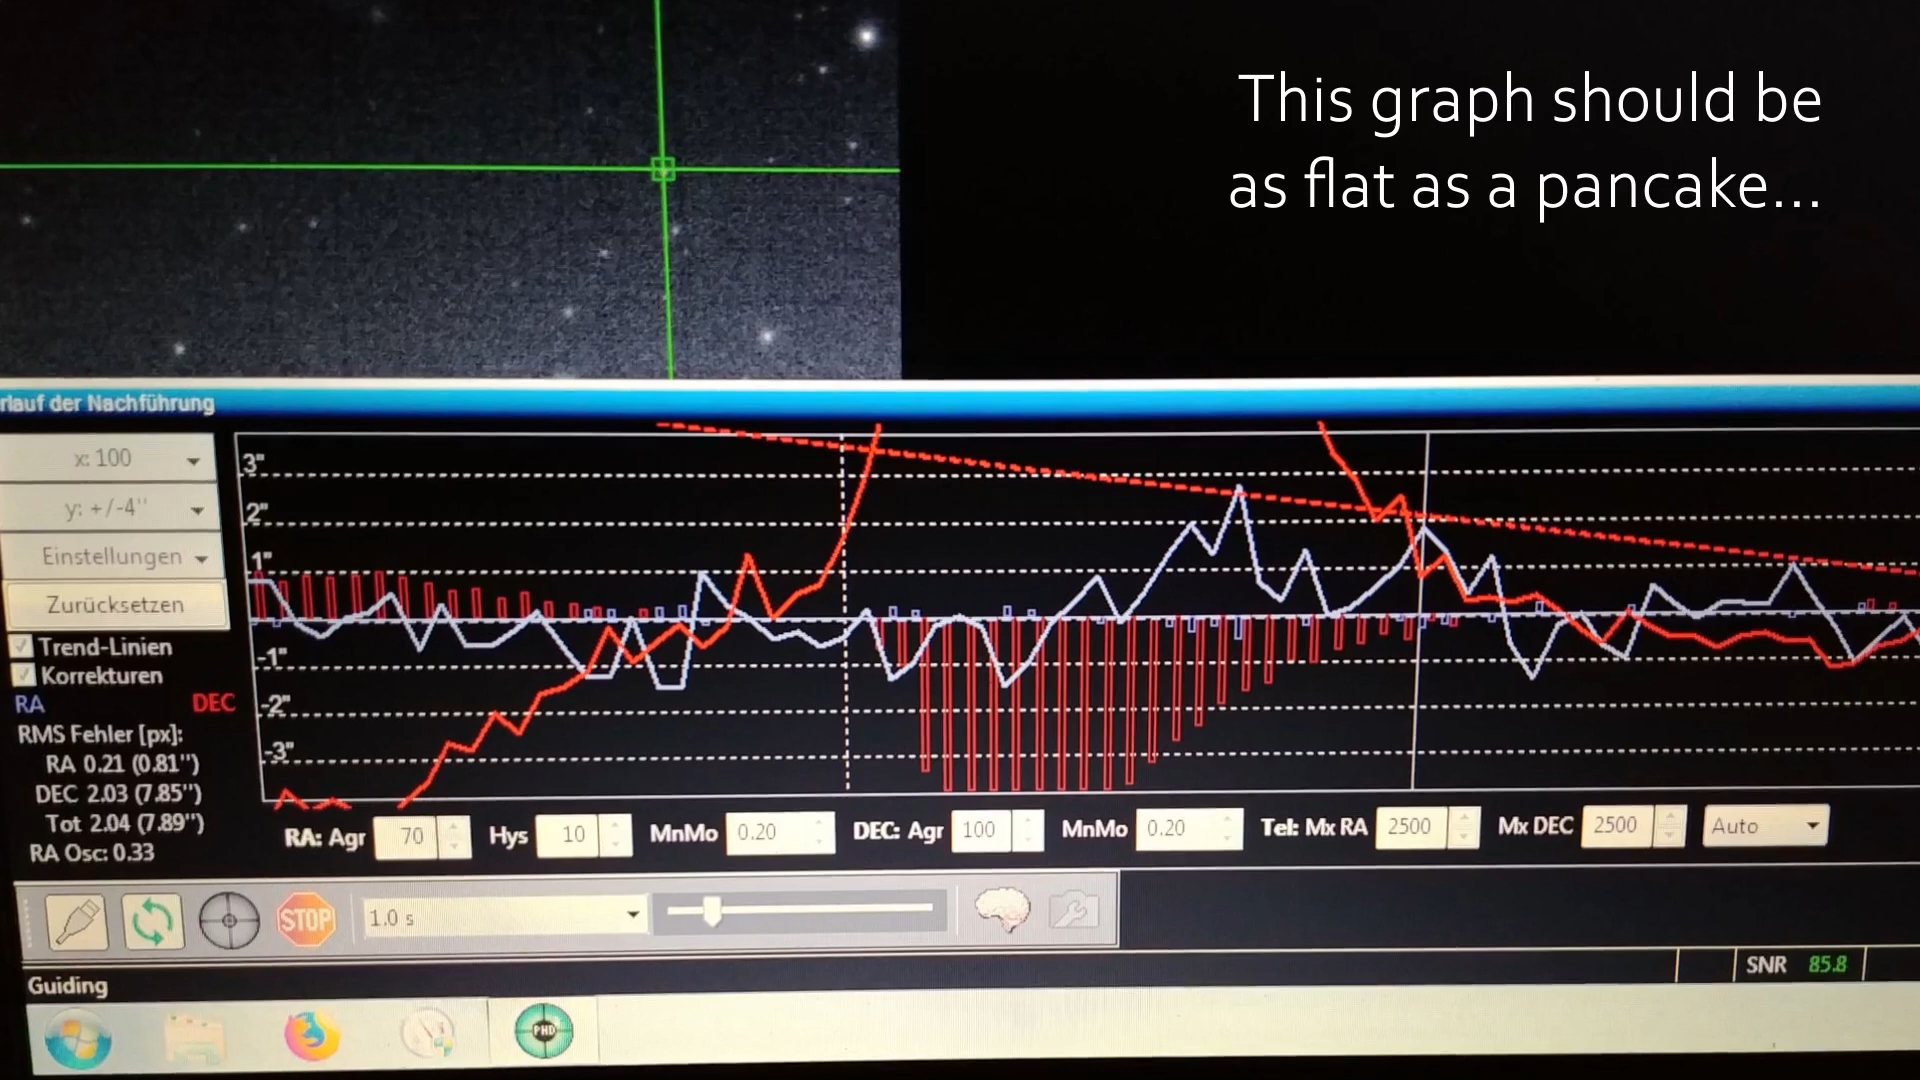 This graph should be
as flat as a pancake...
rlauf der Nachführung
x: 100
y: +/-4"
Einstellungen
Zurücksetzen
Trend-Linien
Korrekturen
RA DEC
RMS Fehler [px]:
RA 0.21 (0.81")
DEC 2.03 (7.85")
Tot 2.04 (7.89")
RA Osc: 0.33
3"
2"
1"
-1"
-2"
-3"
RA: Agr 70 Hys 10 MnMo 0.20 DEC: Agr 100 MnMo 0.20 Tel: Mx RA 2500 Mx DEC 2500 Auto
STOP 1.0 s
SNR 85.8
Guiding
PHD